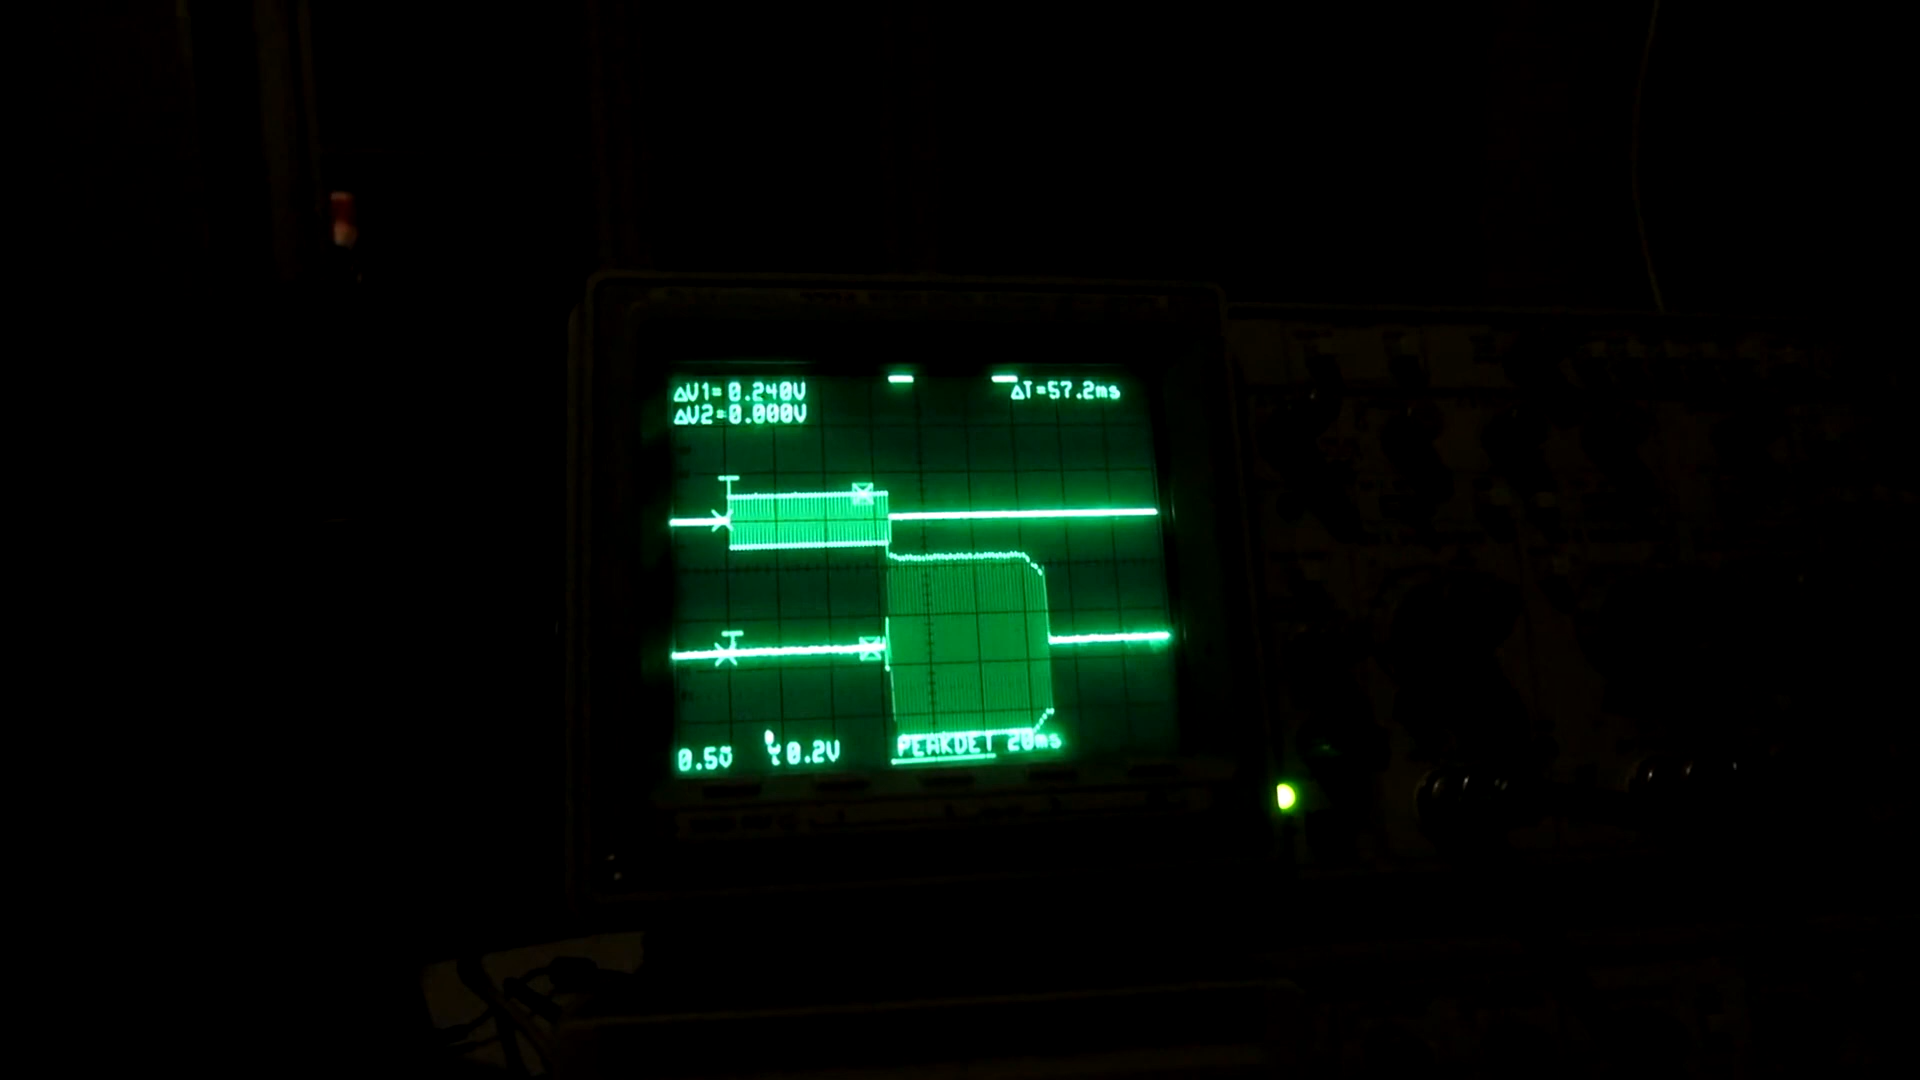 ΔV1=0.240V
ΔT=57.2ms
ΔV2=0.000V
0.5V 0.2V PEAKDET 20ms